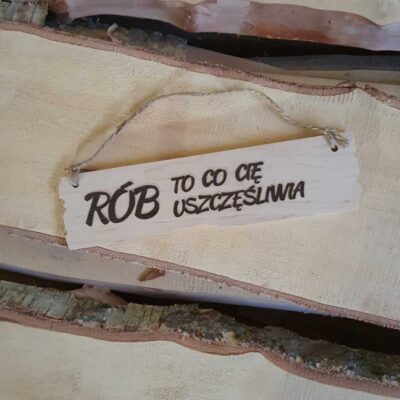 RÓB TO CO CIĘ
USZCZĘŚLIWIA